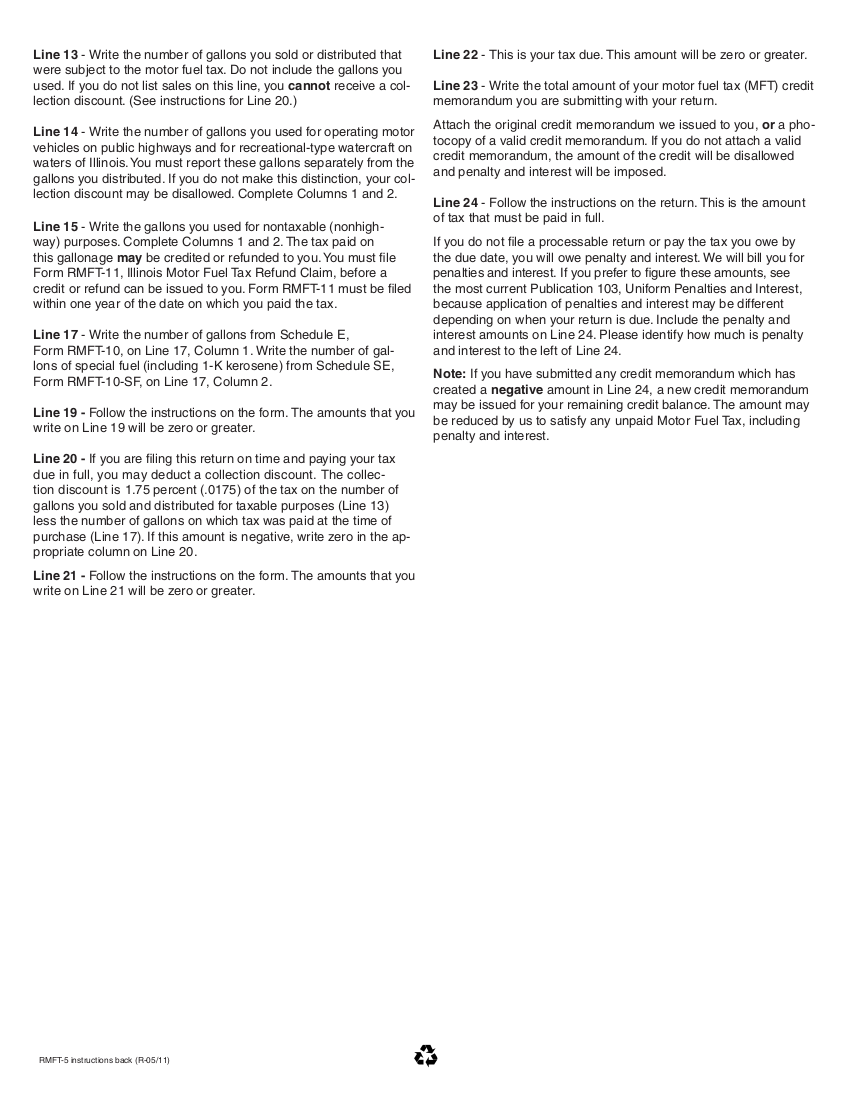 Line 13 - Write the number of gallons you sold or distributed that
were subject to the motor fuel tax. Do not include the gallons you
used. If you do not list sales on this line, you cannot receive a col-
lection discount. (See instructions for Line 20.)
Line 14 - Write the number of gallons you used for operating motor
vehicles on public highways and for recreational-type watercraft on
waters of Illinois. You must report these gallons separately from the
gallons you distributed. If you do not make this distinction, your col-
lection discount may be disallowed. Complete Columns 1 and 2.
Line 15 - Write the gallons you used for nontaxable (nonhigh-
way) purposes. Complete Columns 1 and 2. The tax paid on
this gallonage may be credited or refunded to you. You must file
Form RMFT-11, Illinois Motor Fuel Tax Refund Claim, before a
credit or refund can be issued to you. Form RMFT-11 must be filed
within one year of the date on which you paid the tax.
Line 17 - Write the number of gallons from Schedule E,
Form RMFT-10, on Line 17, Column 1. Write the number of gal-
lons of special fuel (including 1-K kerosene) from Schedule SE,
Form RMFT-10-SF, on Line 17, Column 2.
Line 19 - Follow the instructions on the form. The amounts that you
write on Line 19 will be zero or greater.
Line 20 - If you are filing this return on time and paying your tax
due in full, you may deduct a collection discount. The collec-
tion discount is 1.75 percent (.0175) of the tax on the number of
gallons you sold and distributed for taxable purposes (Line 13)
less the number of gallons on which tax was paid at the time of
purchase (Line 17). If this amount is negative, write zero in the ap-
propriate column on Line 20.
Line 21 - Follow the instructions on the form. The amounts that you
write on Line 21 will be zero or greater.
Line 22 - This is your tax due. This amount will be zero or greater.
Line 23 - Write the total amount of your motor fuel tax (MFT) credit
memorandum you are submitting with your return.
Attach the original credit memorandum we issued to you, or a pho-
tocopy of a valid credit memorandum. If you do not attach a valid
credit memorandum, the amount of the credit will be disallowed
and penalty and interest will be imposed.
Line 24 - Follow the instructions on the return. This is the amount
of tax that must be paid in full.
If you do not file a processable return or pay the tax you owe by
the due date, you will owe penalty and interest. We will bill you for
penalties and interest. If you prefer to figure these amounts, see
the most current Publication 103, Uniform Penalties and Interest,
because application of penalties and interest may be different
depending on when your return is due. Include the penalty and
interest amounts on Line 24. Please identify how much is penalty
and interest to the left of Line 24.
Note: If you have submitted any credit memorandum which has
created a negative amount in Line 24, a new credit memorandum
may be issued for your remaining credit balance. The amount may
be reduced by us to satisfy any unpaid Motor Fuel Tax, including
penalty and interest.
RMFT-5 instructions back (R-05/11)